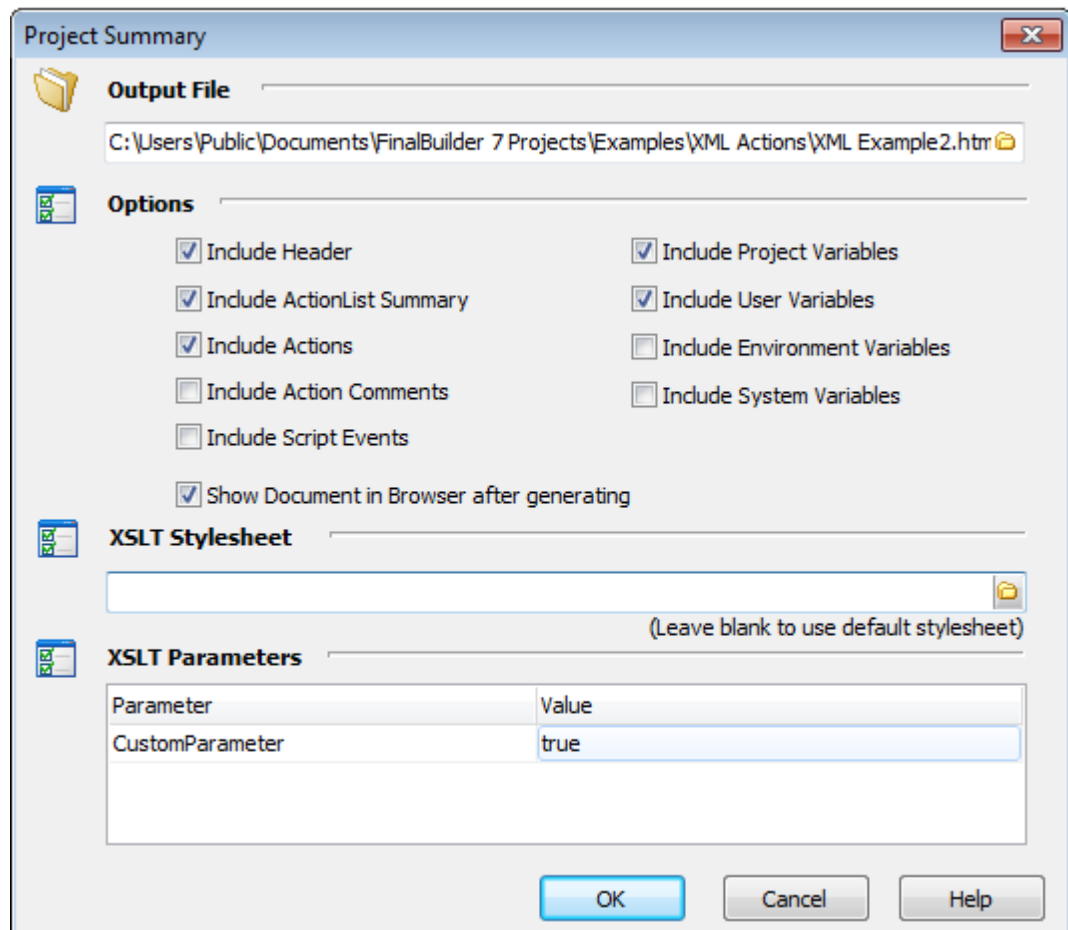 Project Summary
Output File
C:\Users\Public\Documents\FinalBuilder 7 Projects\Examples\XML Actions\XML Example2.htm
Options
Include Header
Include Project Variables
Include ActionList Summary
Include User Variables
Include Actions
Include Environment Variables
Include Action Comments
Include System Variables
Include Script Events
Show Document in Browser after generating
XSLT Stylesheet
(Leave blank to use default stylesheet)
XSLT Parameters
Parameter Value
CustomParameter true
OK Cancel Help